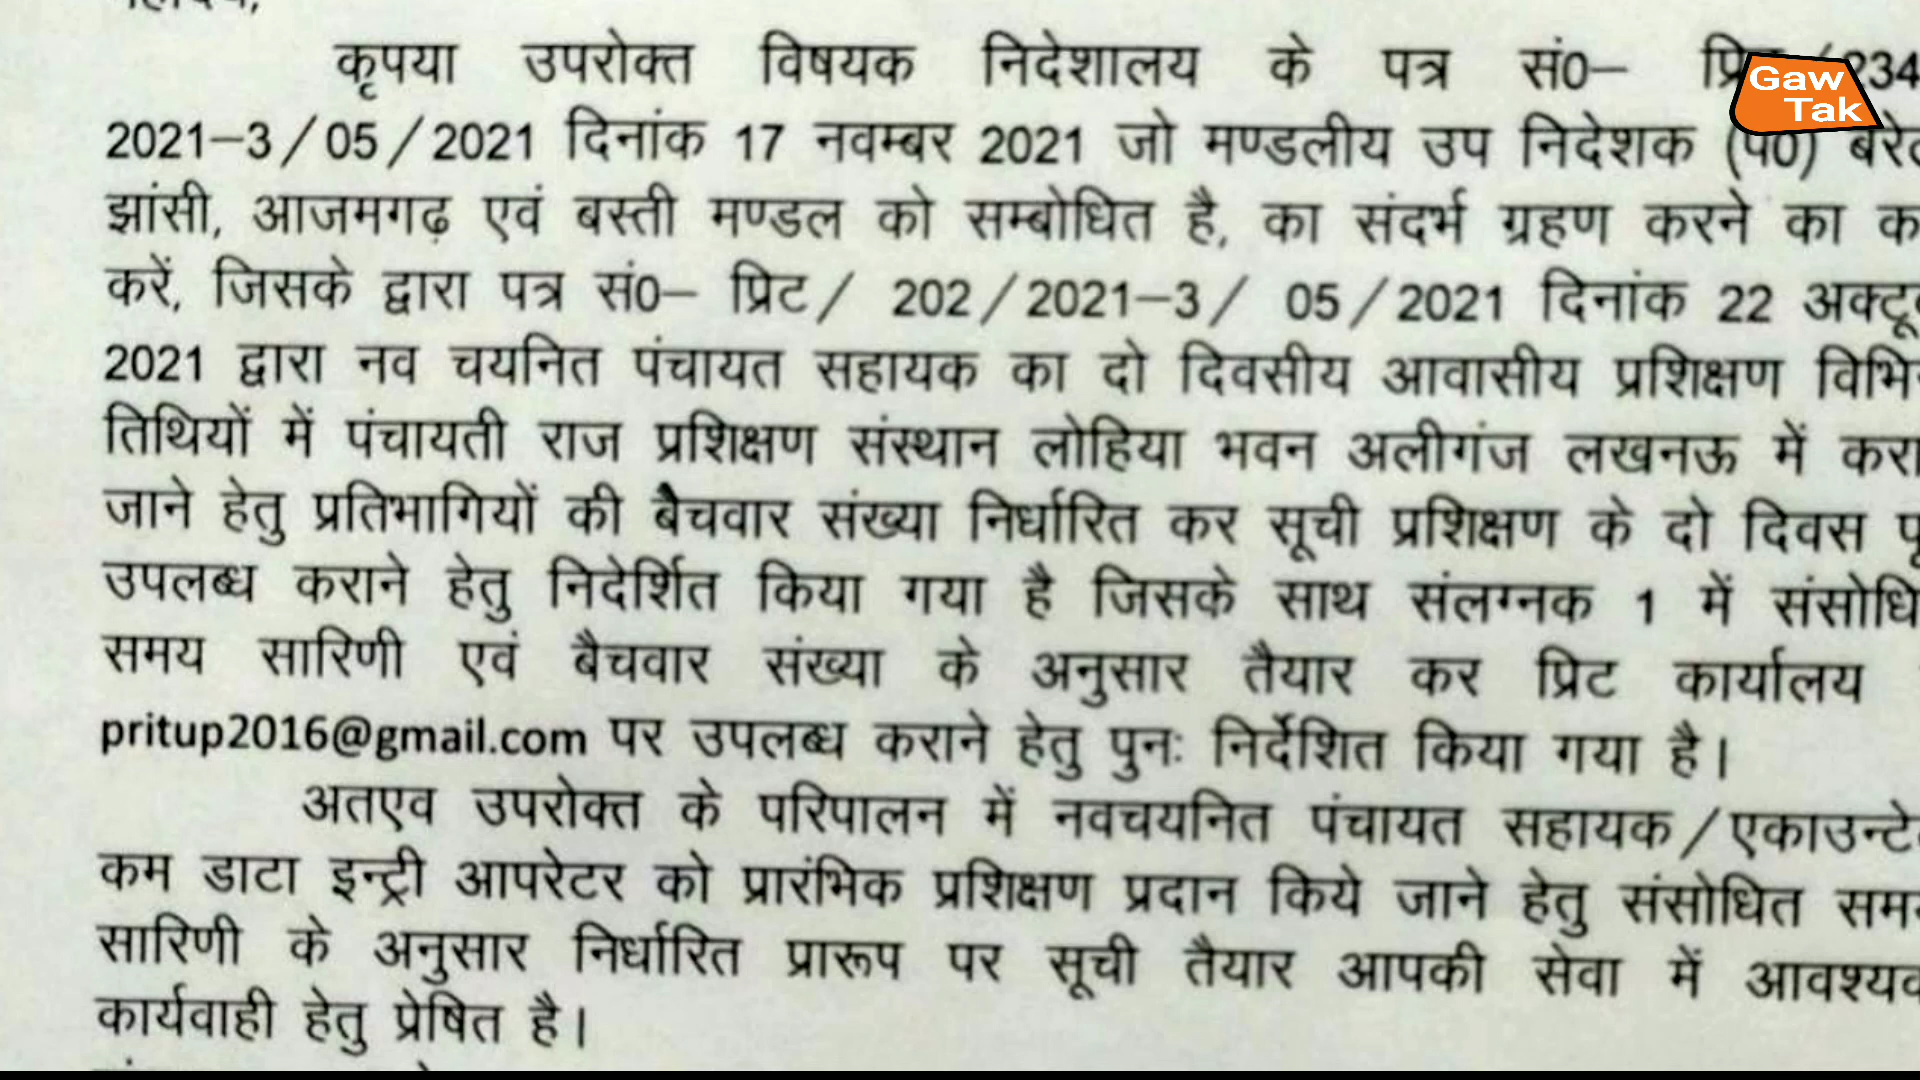 कृपया उपरोक्त विषयक निदेशालय के पत्र सं0–
Gaw
Tak
2021–3/05/2021 दिनांक 17 नवम्बर 2021 जो मण्डलीय उप निदेशक (पं0)
झांसी, आजमगढ़ एवं बस्ती मण्डल को सम्बोधित है, का संदर्भ ग्रहण करने का
करें, जिसके द्वारा पत्र सं0– प्रिट/ 202/2021–3/ 05/2021 दिनांक 22
2021 द्वारा नव चयनित पंचायत सहायक का दो दिवसीय आवासीय प्रशिक्षण
तिथियों में पंचायती राज प्रशिक्षण संस्थान लोहिया भवन अलीगंज लखनऊ में
जाने हेतु प्रतिभागियों की बैचवार संख्या निर्धारित कर सूची प्रशिक्षण के दो दिवस
उपलब्ध कराने हेतु निदेर्शित किया गया है जिसके साथ संलग्नक 1 में
समय सारिणी एवं बैचवार संख्या के अनुसार तैयार कर प्रिट कार्यालय
pritup2016@gmail.com पर उपलब्ध कराने हेतु पुनः निर्देशित किया गया है।
अतएव उपरोक्त के परिपालन में नवचयनित पंचायत सहायक/
कम डाटा इन्ट्री आपरेटर को प्रारंभिक प्रशिक्षण प्रदान किये जाने हेतु संसोधित
सारिणी के अनुसार निर्धारित प्रारूप पर सूची तैयार आपकी सेवा में
कार्यवाही हेतु प्रेषित है।